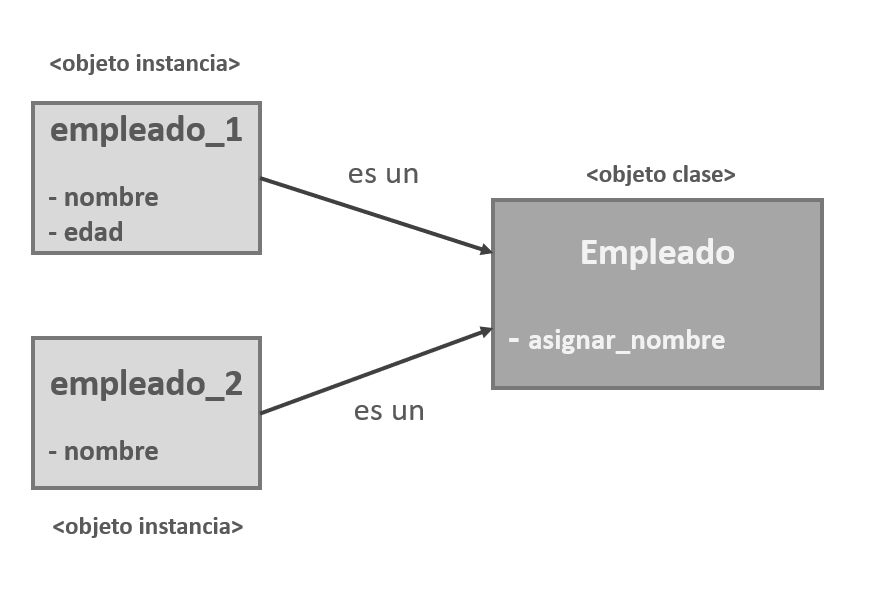 <objeto instancia>
empleado_1
- nombre
- edad
es un
<objeto clase>
Empleado
- asignar_nombre
empleado_2
- nombre
es un
<objeto instancia>